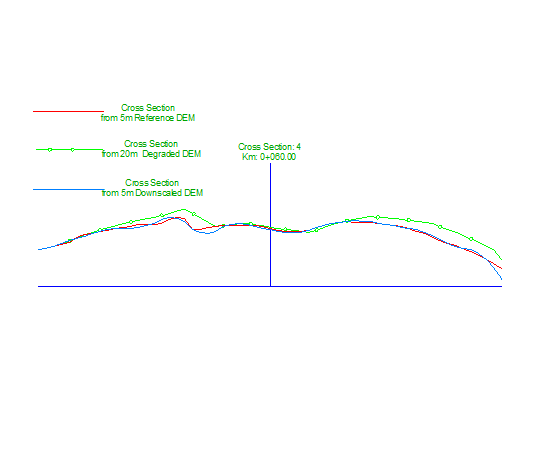 Cross Section
from 5m Reference DEM
Cross Section
from 20m Degraded DEM
Cross Section: 4
Km: 0+060.00
Cross Section
from 5m Downscaled DEM